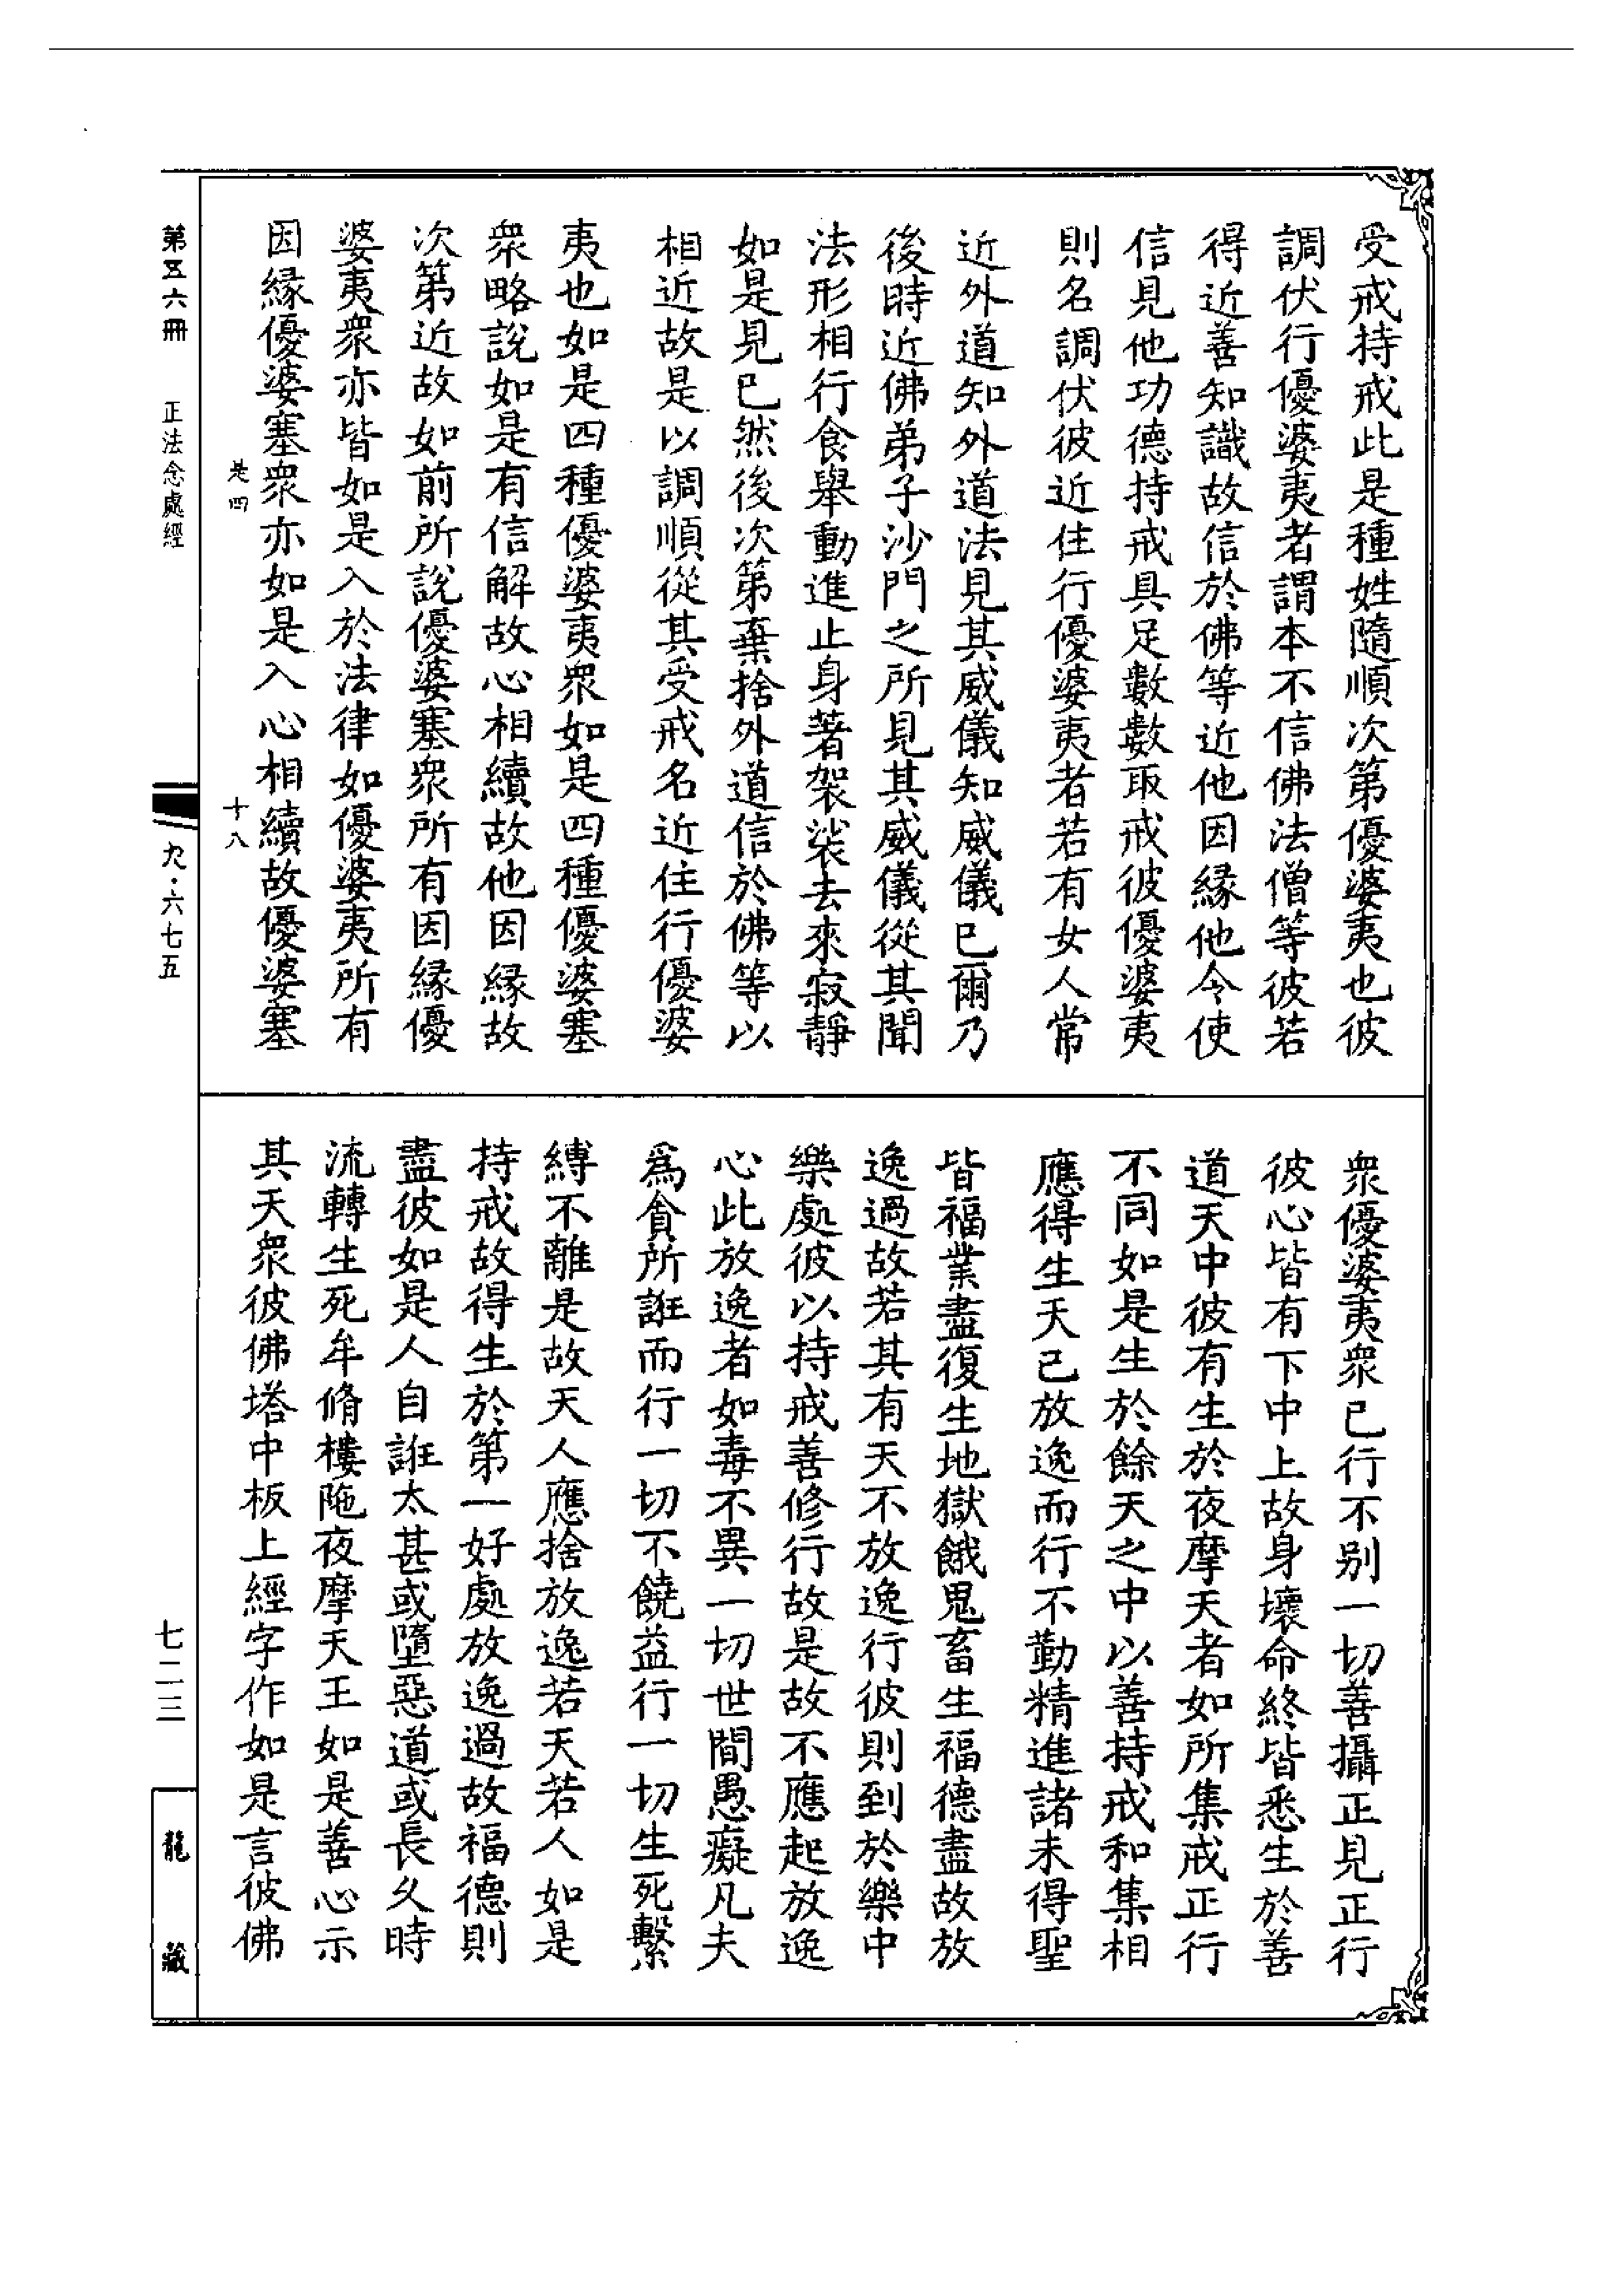 受戒持戒此是種姓隨順次第優婆夷也彼
調伏行優婆夷者謂本不信佛法僧等彼若
得近善知識故信於佛等近他因緣他令使
信見他功德持戒具足數數取戒彼優婆夷
則名調伏彼近住行優婆夷者若有女人常
近外道知外道法見其威儀知威儀已爾乃
後時近佛弟子沙門之所見其威儀從其聞
法形相行食舉動進止身著袈裟去來寂靜
如是見已然後次第棄捨外道信於佛等以
相近故是以調順從其受戒名近住行優婆
夷也如是四種優婆夷眾如是四種優婆塞
眾略說如是有信解故心相續故他因緣故
次第近故如前所說優婆塞眾所有因緣優
婆夷眾亦皆如是入於法律如優婆夷所有
因緣優婆塞眾亦如是入心相續故優婆塞
是四
十八
眾優婆夷眾已行不别一切善攝正見正行
彼心皆有下中上故身壞命終皆悉生於善
道天中彼有生於夜摩天者如所集戒正行
不同如是生於餘天之中以善持戒和集相
應得生天已放逸而行不勤精進諸未得聖
皆福業盡復生地獄餓鬼畜生福德盡故放
逸過故若其有天不放逸行彼則到於樂中
樂處彼以持戒善修行故是故不應起放逸
心此放逸者如毒不異一切世間愚癡凡夫
為貪所誑而行一切不饒益行一切生死繫
縛不離是故天人應捨放逸若天若人如是
持戒故得生於第一好處放逸過故福德則
盡彼如是人自誑太甚或墮惡道或長久時
流轉生死牟脩樓陁夜摩天王如是善心示
其天眾彼佛塔中板上經字作如是言彼佛
第五六冊
正法念處經
九·六七五
七二三
龍藏